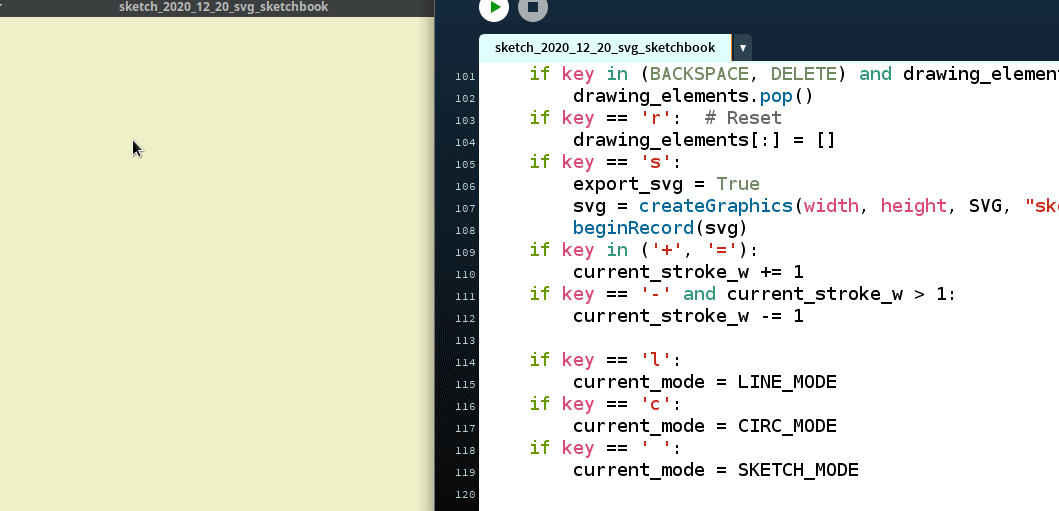 sketch_2020_12_20_svg_sketchbook
sketch_2020_12_20_svg_sketchbook
101 if key in (BACKSPACE, DELETE) and drawing_elemen
102 drawing_elements.pop()
103 if key == 'r':  # Reset
104 drawing_elements[:] = []
105 if key == 's':
106 export_svg = True
107 svg = createGraphics(width, height, SVG, "sk
108 beginRecord(svg)
109 if key in ('+', '='):
110 current_stroke_w += 1
111 if key == '-' and current_stroke_w > 1:
112 current_stroke_w -= 1
113
114 if key == 'l':
115 current_mode = LINE_MODE
116 if key == 'c':
117 current_mode = CIRC_MODE
118 if key == ' ':
119 current_mode = SKETCH_MODE
120